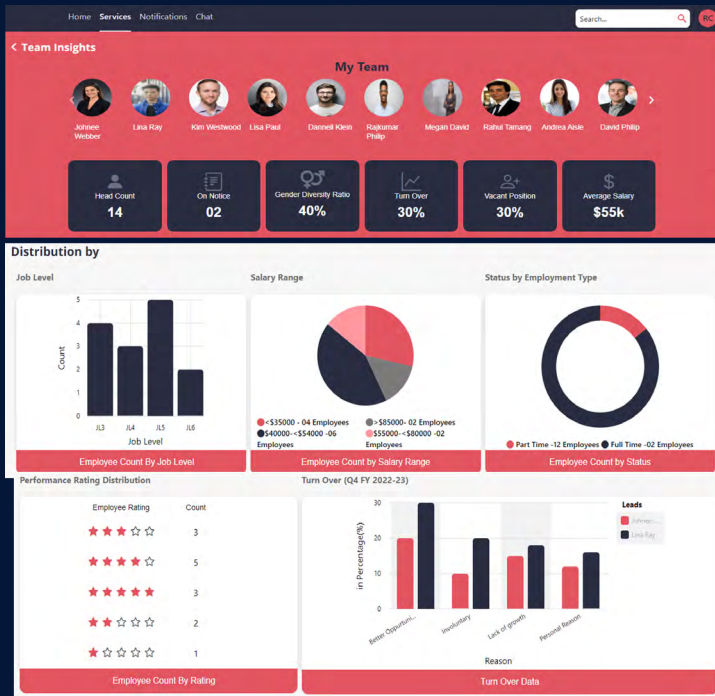 Home Services Notifications Chat
Search...
RC
< Team Insights
My Team
Johnee Webber
Lina Ray
Kim Westwood
Lisa Paul
Danneil Klein
Rajkumar Philip
Megan David
Rahul Tamang
Andrea Aisle
David Philip
Head Count
14
On Notice
02
Gender Diversity Ratio
40%
Turn Over
30%
Vacant Position
30%
Average Salary
$55k
Distribution by
Job Level
Count
5
4
3
2
1
0
JL3 JL4 JL5 JL6
Job Level
Employee Count By Job Level
Salary Range
<$35000 - 04 Employees
>$85000- 02 Employees
$40000-<$54000 -06 Employees
$55000-<$80000 -02 Employees
Employee Count by Salary Range
Status by Employment Type
Part Time -12 Employees Full Time -02 Employees
Employee Count by Status
Performance Rating Distribution
Employee Rating Count
3
5
3
2
1
Employee Count By Rating
Turn Over (Q4 FY 2022-23)
in Percentage(%)
30
20
10
0
Better Oppurtuni...
Involuntary
Lack of growth
Personal Reason
Reason
Leads
Turn Over Data